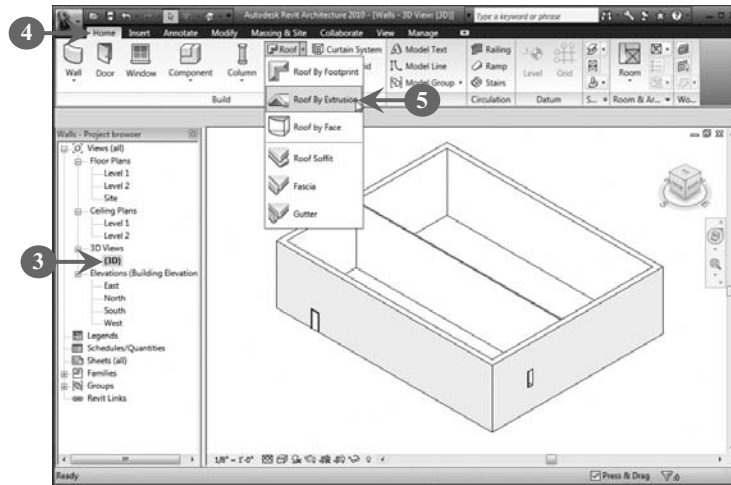 Autodesk Revit Architecture 2010 - [Walls - 3D View: {3D}]
Type a keyword or phrase
4
Home Insert Annotate Modify Massing & Site Collaborate View Manage
Wall Door Window Component Column
Roof
Curtain System
Model Text
Model Line
Model Group
Railing
Ramp
Stairs
Level Grid
Room
Build Circulation Datum S... Room & Ar... Wo...
Roof By Footprint
Roof By Extrusion
5
Roof by Face
Roof Soffit
Fascia
Gutter
Walls - Project browser
Views (all)
Floor Plans
Level 1
Level 2
Site
Ceiling Plans
Level 1
Level 2
3D Views
3
{3D}
Elevations (Building Elevation
East
North
South
West
Legends
Schedules/Quantities
Sheets (all)
Families
Groups
Revit Links
1/8" = 1'-0"
Ready
Press & Drag
:0